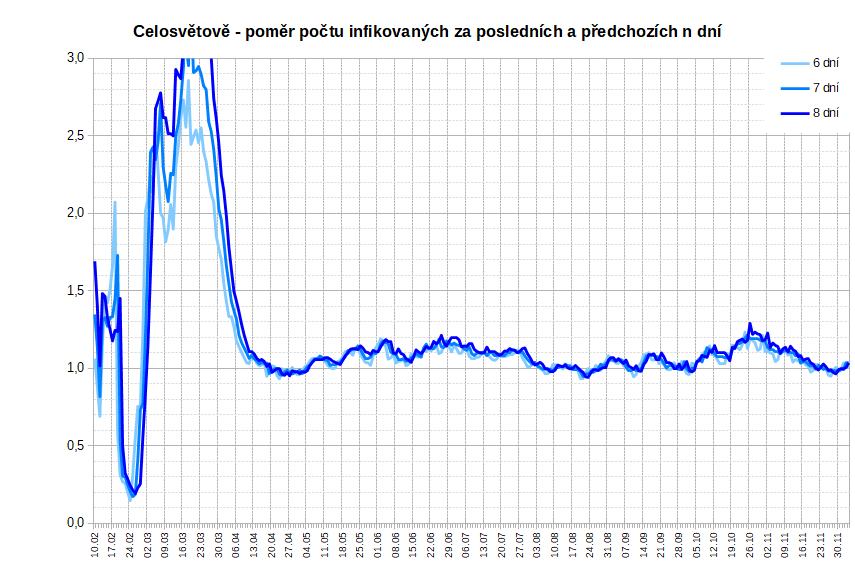 Celosvětově - poměr počtu infikovaných za posledních a předchozích n dní
3,0
2,5
2,0
1,5
1,0
0,5
0,0
6 dní
7 dní
8 dní
10.02 17.02 24.02 02.03 09.03 16.03 23.03 30.03 06.04 13.04 20.04 27.04 04.05 11.05 18.05 25.05 01.06 08.06 15.06 22.06 29.06 06.07 13.07 20.07 27.07 03.08 10.08 17.08 24.08 31.08 07.09 14.09 21.09 28.09 05.10 12.10 19.10 26.10 02.11 09.11 16.11 23.11 30.11